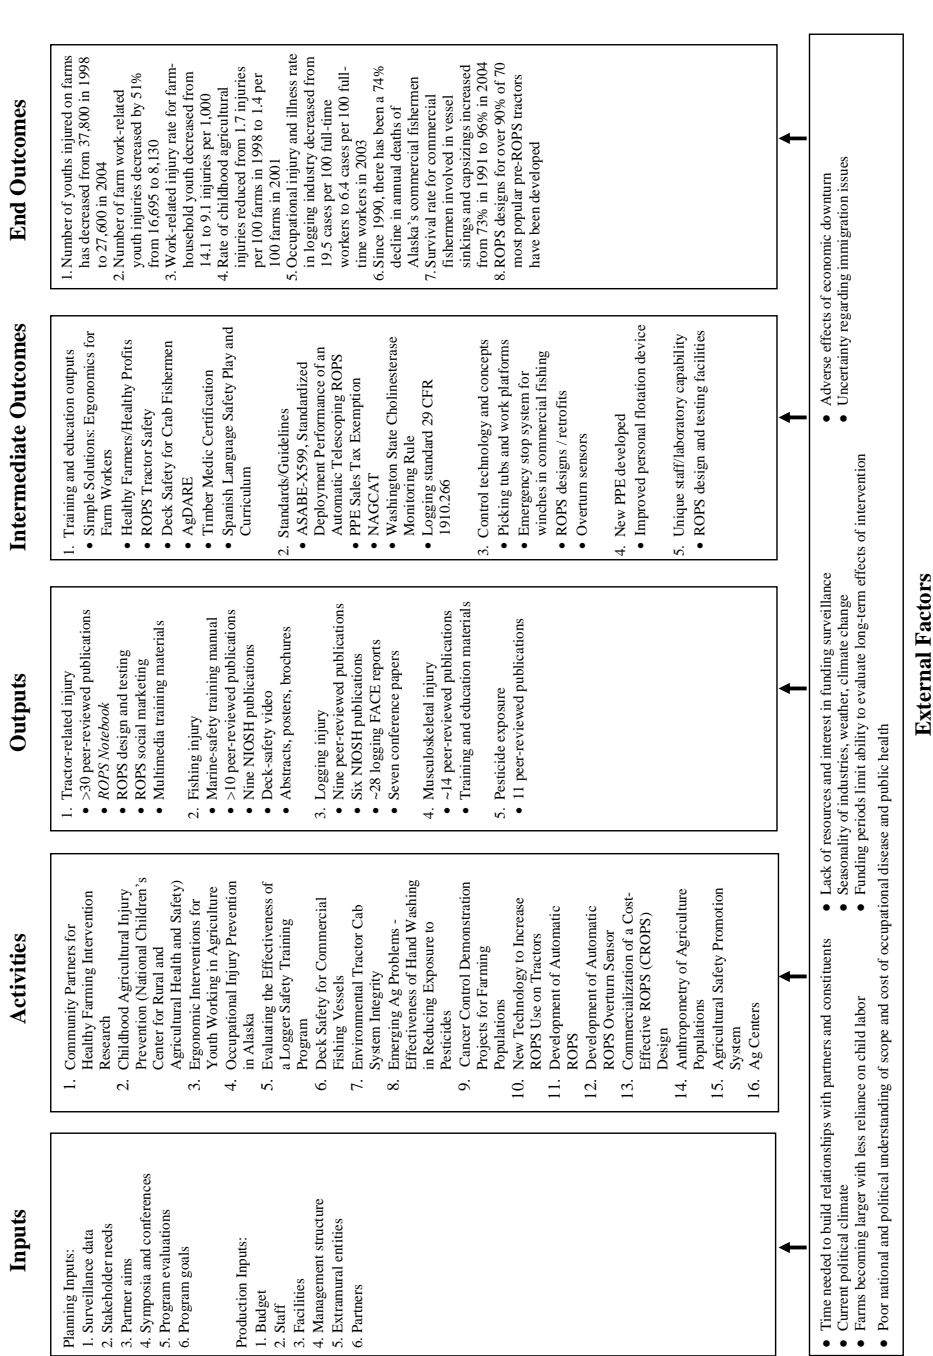 Inputs
Planning Inputs:
1. Surveillance data
2. Stakeholder needs
3. Partner aims
4. Symposia and conferences
5. Program evaluations
6. Program goals
Production Inputs:
1. Budget
2. Staff
3. Facilities
4. Management structure
5. Extramural entities
6. Partners
Activities
1. Community Partners for
Healthy Farming Intervention
Research
2. Childhood Agricultural Injury
Prevention (National Children's
Center for Rural and
Agricultural Health and Safety)
3. Ergonomic Interventions for
Youth Working in Agriculture
4. Occupational Injury Prevention
in Alaska
5. Evaluating the Effectiveness of
a Logger Safety Training
Program
6. Deck Safety for Commercial
Fishing Vessels
7. Environmental Tractor Cab
System Integrity
8. Emerging Ag Problems -
Effectiveness of Hand Washing
in Reducing Exposure to
Pesticides
9. Cancer Control Demonstration
Projects for Farming
Populations
10. New Technology to Increase
ROPS Use on Tractors
11. Development of Automatic
ROPS
12. Development of Automatic
ROPS Overturn Sensor
13. Commercialization of a Cost-
Effective ROPS (CROPS)
Design
14. Anthropometry of Agriculture
Populations
15. Agricultural Safety Promotion
System
16. Ag Centers
Outputs
1. Tractor-related injury
• >30 peer-reviewed publications
• ROPS Notebook
• ROPS design and testing
• ROPS social marketing
• Multimedia training materials
2. Fishing injury
• Marine-safety training manual
• >10 peer-reviewed publications
• Nine NIOSH publications
• Deck-safety video
• Abstracts, posters, brochures
3. Logging injury
• Nine peer-reviewed publications
• Six NIOSH publications
• ~28 logging FACE reports
• Seven conference papers
4. Musculoskeletal injury
• ~14 peer-reviewed publications
• Training and education materials
5. Pesticide exposure
• 11 peer-reviewed publications
Intermediate Outcomes
1. Training and education outputs
• Simple Solutions: Ergonomics for
Farm Workers
• Healthy Farmers/Healthy Profits
• ROPS Tractor Safety
• Deck Safety for Crab Fishermen
• AgDARE
• Timber Medic Certification
• Spanish Language Safety Play and
Curriculum
2. Standards/Guidelines
• ASABE-X599, Standardized
Deployment Performance of an
Automatic Telescoping ROPS
• PPE Sales Tax Exemption
• NAGCAT
• Washington State Cholinesterase
Monitoring Rule
• Logging standard 29 CFR
1910.266
3. Control technology and concepts
• Picking tubs and work platforms
• Emergency stop system for
winches in commercial fishing
• ROPS designs / retrofits
• Overturn sensors
4. New PPE developed
• Improved personal flotation device
5. Unique staff/laboratory capability
• ROPS design and testing facilities
End Outcomes
1. Number of youths injured on farms
has decreased from 37,800 in 1998
to 27,600 in 2004
2. Number of farm work-related
youth injuries decreased by 51%
from 16,695 to 8,130
3. Work-related injury rate for farm-
household youth decreased from
14.1 to 9.1 injuries per 1,000
4. Rate of childhood agricultural
injuries reduced from 1.7 injuries
per 100 farms in 1998 to 1.4 per
100 farms in 2001
5. Occupational injury and illness rate
in logging industry decreased from
19.5 cases per 100 full-time
workers to 6.4 cases per 100 full-
time workers in 2003
6. Since 1990, there has been a 74%
decline in annual deaths of
Alaska's commercial fishermen
7. Survival rate for commercial
fishermen involved in vessel
sinkings and capsizings increased
from 73% in 1991 to 96% in 2004
8. ROPS designs for over 90% of 70
most popular pre-ROPS tractors
have been developed
• Time needed to build relationships with partners and constituents
• Current political climate
• Farms becoming larger with less reliance on child labor
• Poor national and political understanding of scope and cost of occupational disease and public health
• Lack of resources and interest in funding surveillance
• Seasonality of industries, weather, climate change
• Funding periods limit ability to evaluate long-term effects of intervention
• Adverse effects of economic downturn
• Uncertainty regarding immigration issues
External Factors